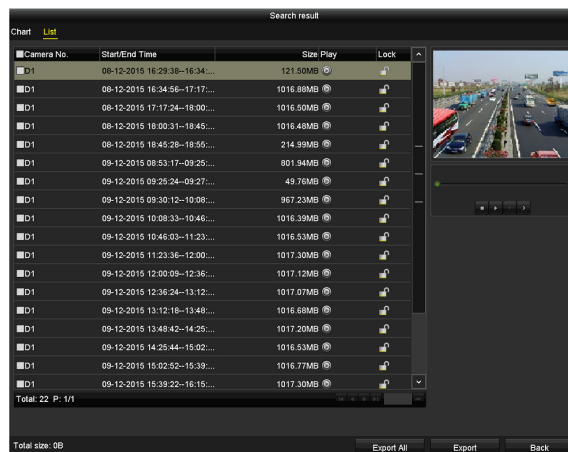 Search result
Chart List
Camera No. Start/End Time Size Play Lock
D1 08-12-2015 16:29:38--16:34:... 121.50MB
D1 08-12-2015 16:34:56--17:17:... 1016.88MB
D1 08-12-2015 17:17:24--18:00:... 1016.50MB
D1 08-12-2015 18:00:31--18:45:... 1016.48MB
D1 08-12-2015 18:45:28--18:55:... 214.99MB
D1 09-12-2015 08:53:17--09:25:... 801.94MB
D1 09-12-2015 09:25:24--09:27:... 49.76MB
D1 09-12-2015 09:30:12--10:08:... 967.23MB
D1 09-12-2015 10:08:33--10:46:... 1016.39MB
D1 09-12-2015 10:46:03--11:23:... 1016.53MB
D1 09-12-2015 11:23:36--12:00:... 1017.30MB
D1 09-12-2015 12:00:09--12:36:... 1017.12MB
D1 09-12-2015 12:36:24--13:12:... 1017.07MB
D1 09-12-2015 13:12:18--13:48:... 1016.68MB
D1 09-12-2015 13:48:42--14:25:... 1017.20MB
D1 09-12-2015 14:25:44--15:02:... 1016.53MB
D1 09-12-2015 15:02:52--15:39:... 1016.77MB
D1 09-12-2015 15:39:22--16:15:... 1017.30MB
Total: 22 P: 1/1
Total size: 0B
Export All Export Back